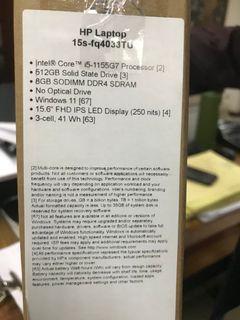 HP Laptop
15s-fq4033TU
• Intel® Core™ i5-1155G7 Processor [2]
• 512GB Solid State Drive [3]
• 8GB SODIMM DDR4 SDRAM
• No Optical Drive
• Windows 11 [67]
• 15.6" FHD IPS LED Display (250 nits) [4]
• 3-cell, 41 Wh [63]
[2] Multi-core is designed to improve performance of certain software
products. Not all customers or software applications will necessarily
benefit from use of this technology. Performance and clock
frequency will vary depending on application workload and your
hardware and software configurations. Intel's numbering, branding
and/or naming is not a measurement of higher performance.
[3] For storage drives, GB = a billion bytes. TB = 1 trillion bytes.
Actual formatted capacity is less. Up to 35GB of system disk is
reserved for system recovery software.
[67] Not all features are available in all editions or versions of
Windows. Systems may require upgraded and/or separately
purchased hardware, drivers, software or BIOS update to take full
advantage of Windows functionality. Windows is automatically
updated and enabled. High speed internet and Microsoft account
required. ISP fees may apply and additional requirements may apply
over time for updates. See http://www.windows.com/
[4] All performance specifications represent the typical specifications
provided by HP's component manufacturers; actual performance
may vary either higher or lower.
[63] Actual battery Watt-hours (Wh) will vary from design capacity.
Battery capacity will naturally decrease with shelf life, time, usage,
environment, temperature, system configuration, loaded apps,
features, power management settings and other factors.